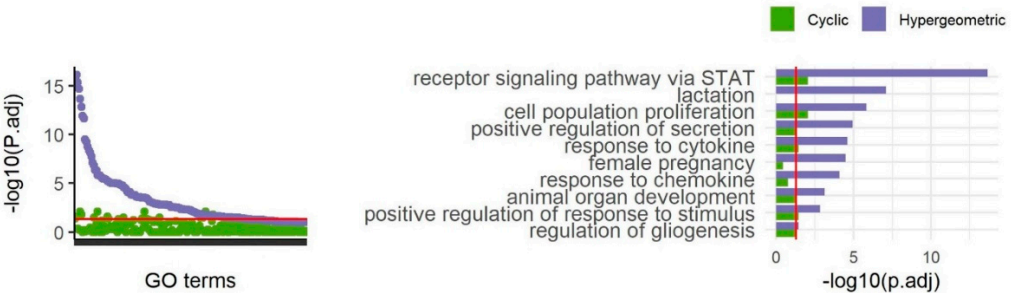 Cyclic Hypergeometric
-log10(P.adj)
15
10
5
0
GO terms
receptor signaling pathway via STAT
lactation
cell population proliferation
positive regulation of secretion
response to cytokine
female pregnancy
response to chemokine
animal organ development
positive regulation of response to stimulus
regulation of gliogenesis
0 5 10
-log10(p.adj)